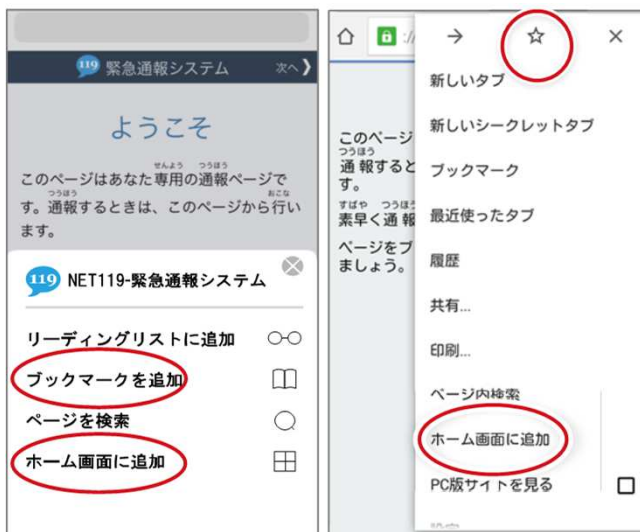 119 緊急通報システム 次へ ❯
ようこそ
せんよう つうほう
このページはあなた専用の通報ページで
つうほう おこな
す。通報するときは、このページから行い
ます。
119 NET119-緊急通報システム
リーディングリストに追加
ブックマークを追加
ページを検索
ホーム画面に追加
://
このページ
つうほう
通報すると
す。
すばや つうほう
素早く通報
ページをブ
ましょう。
新しいタブ
新しいシークレットタブ
ブックマーク
最近使ったタブ
履歴
共有...
印刷...
ページ内検索
ホーム画面に追加
PC版サイトを見る